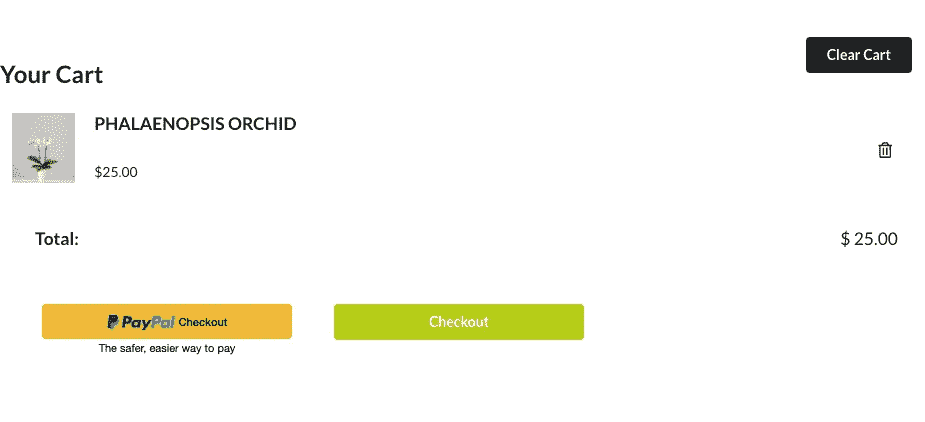 Clear Cart
Your Cart
PHALAENOPSIS ORCHID
$25.00
Total:
$ 25.00
PayPal Checkout
Checkout
The safer, easier way to pay